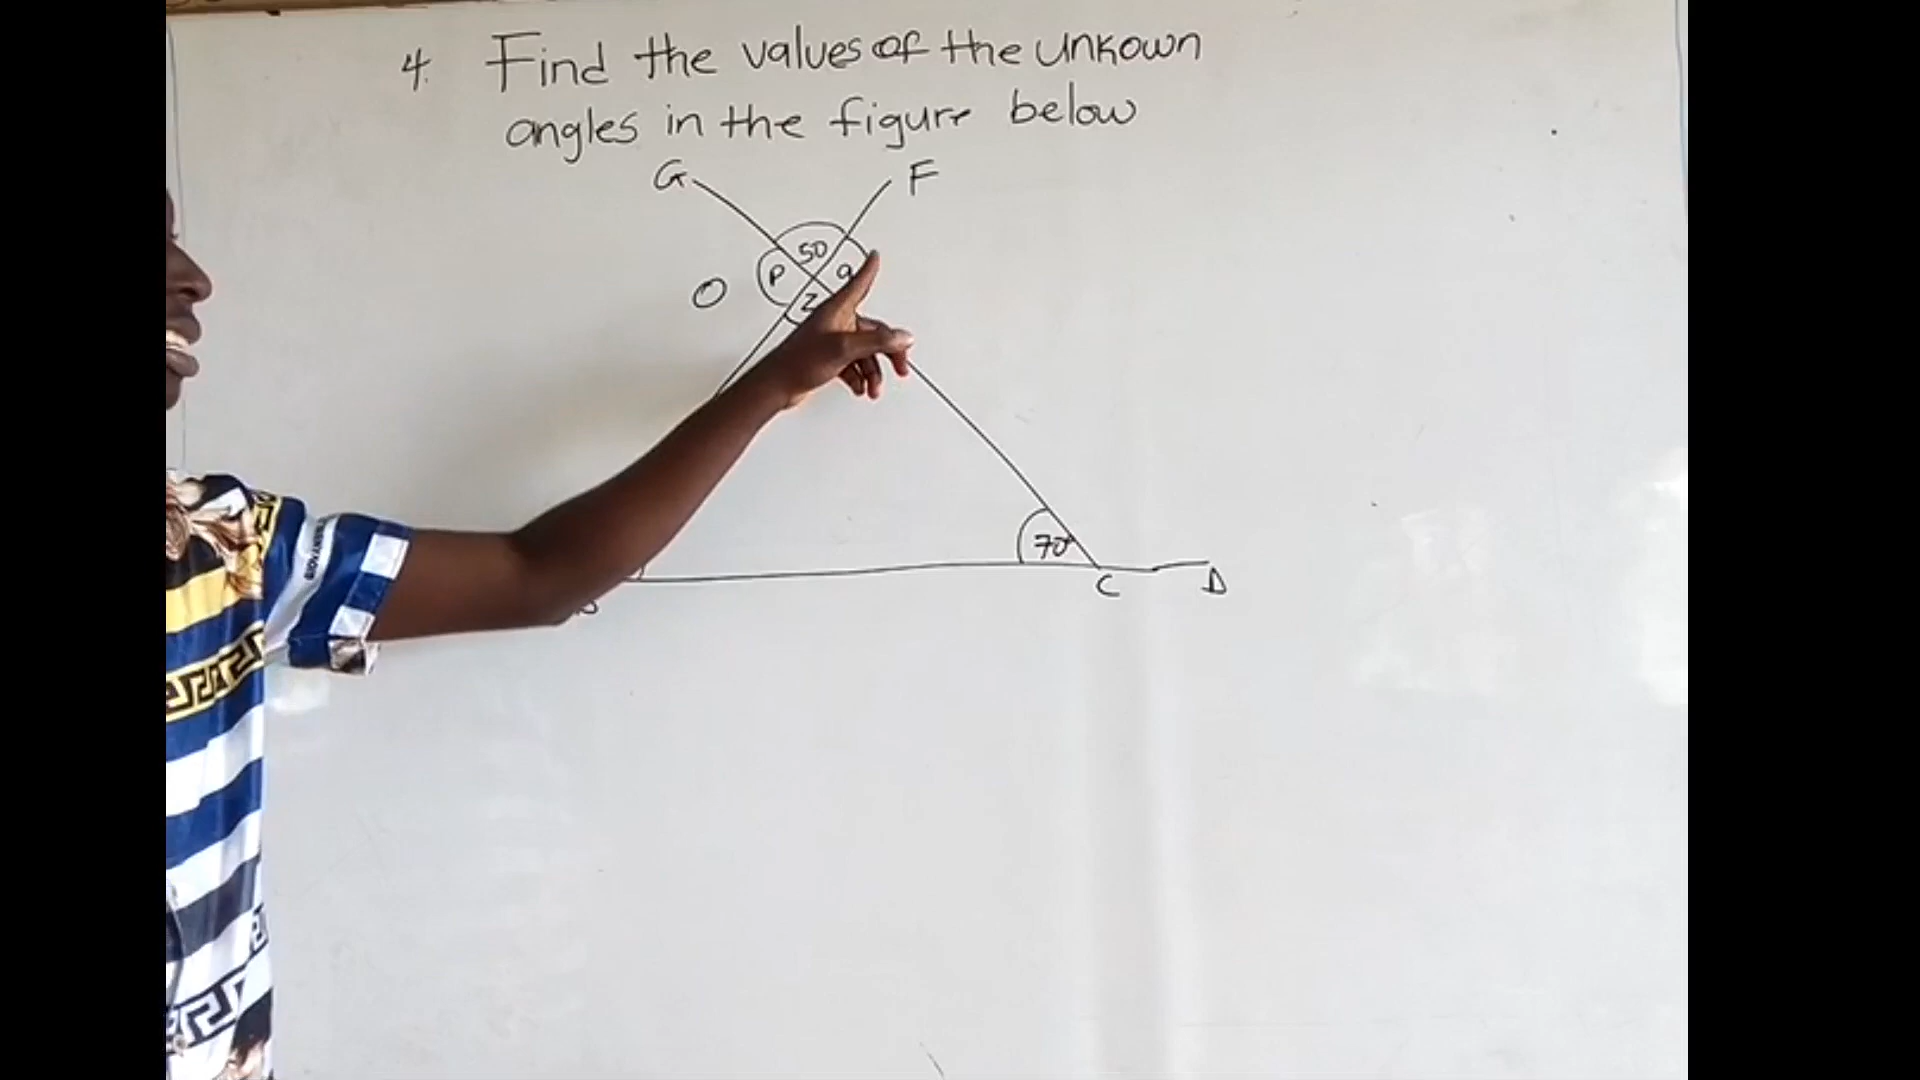 4. Find the values of the unkown
angles in the figure below
G F
50
P q
O
Z
70°
C D